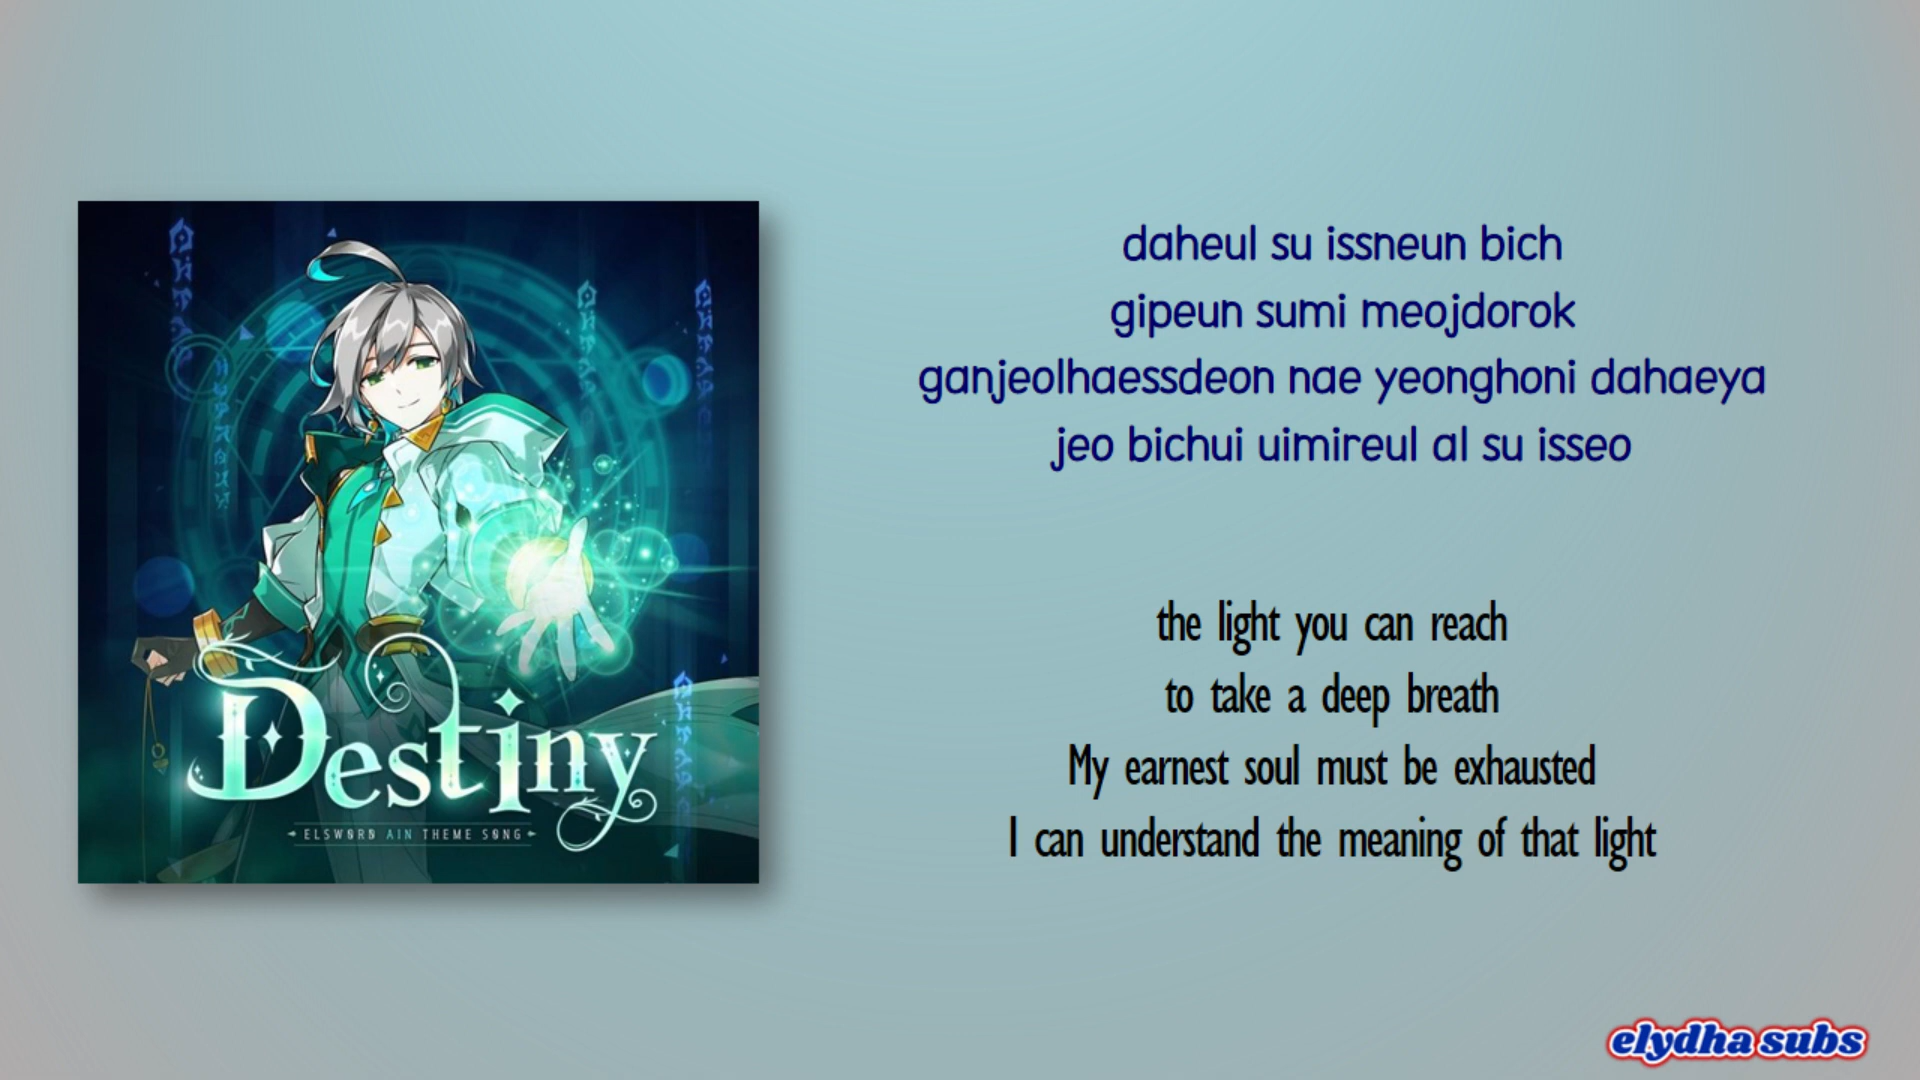 Destiny
ELSWORD AIN THEME SONG
daheul su issneun bich
gipeun sumi meojdorok
ganjeolhaessdeon nae yeonghoni dahaeya
jeo bichui uimireul al su isseo
the light you can reach
to take a deep breath
My earnest soul must be exhausted
I can understand the meaning of that light
elydha subs